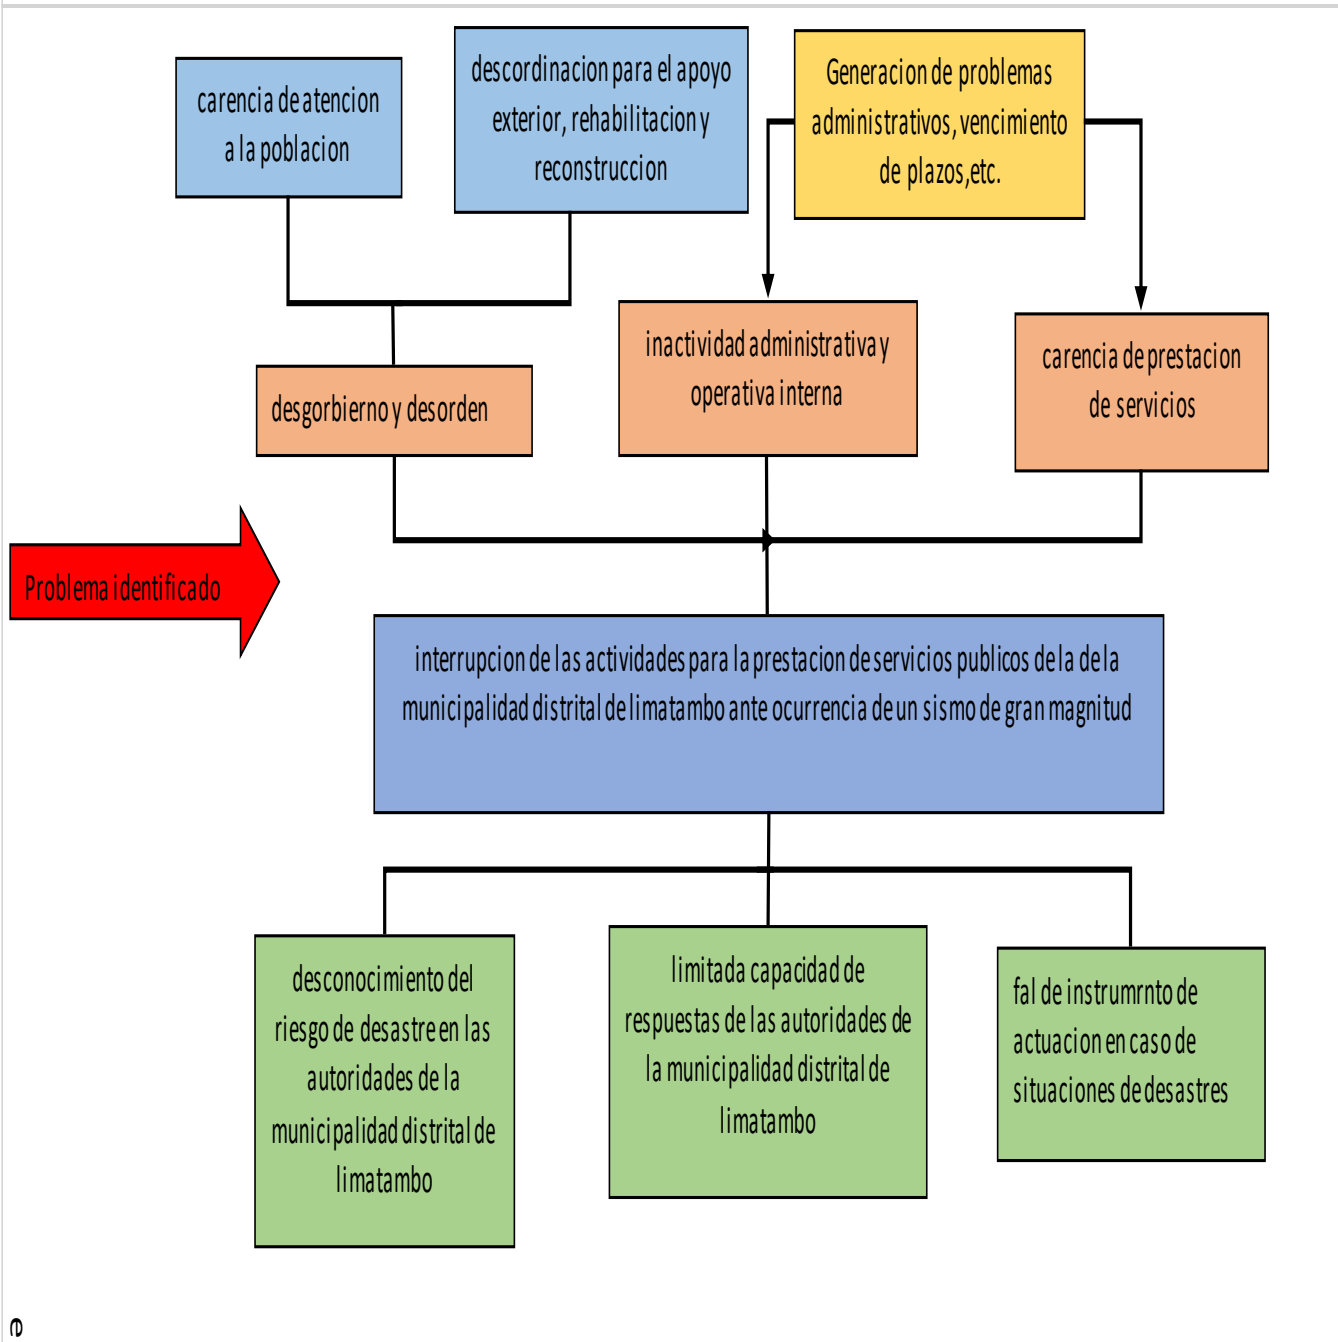 carencia de atencion
a la poblacion
descordinacion para el apoyo
exterior, rehabilitacion y
reconstruccion
Generacion de problemas
administrativos, vencimiento
de plazos,etc.
desgorbierno y desorden
inactividad administrativa y
operativa interna
carencia de prestacion
de servicios
Problema identificado
interrupcion de las actividades para la prestacion de servicios publicos de la de la
municipalidad distrital de limatambo ante ocurrencia de un sismo de gran magnitud
desconocimiento del
riesgo de desastre en las
autoridades de la
municipalidad distrital de
limatambo
limitada capacidad de
respuestas de las autoridades de
la municipalidad distrital de
limatambo
fal de instrumrnto de
actuacion en caso de
situaciones de desastres
e